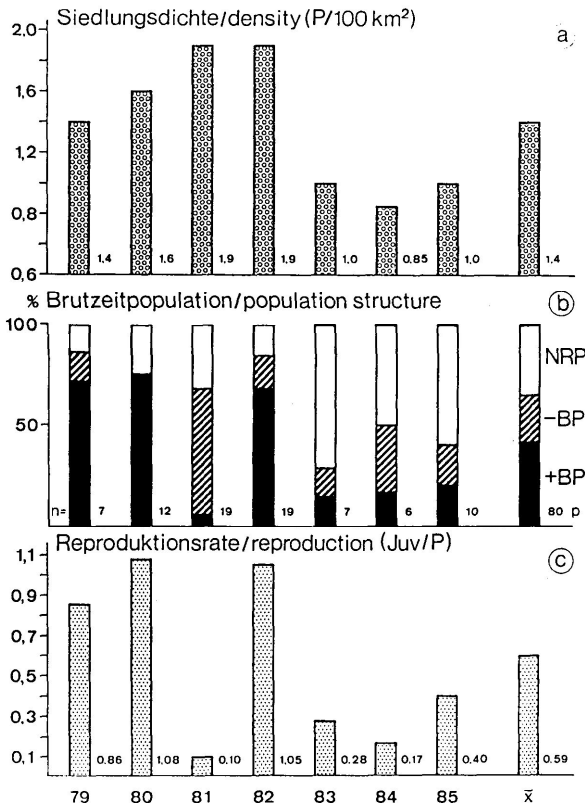 Siedlungsdichte/density (P/100 km²)
a
2,0
1,6
1,2
0,8
0,6
1,4 1,6 1,9 1,9 1,0 0,85 1,0 1,4
% Brutzeitpopulation/population structure
b
100
50
NRP
–BP
+BP
n= 7 12 19 19 7 6 10 80 p
Reproduktionsrate/reproduction (Juv/P)
c
1,1
0,9
0,7
0,5
0,3
0,1
0.86 1,08 0.10 1,05 0.28 0.17 0.40 0.59
79 80 81 82 83 84 85 x̄